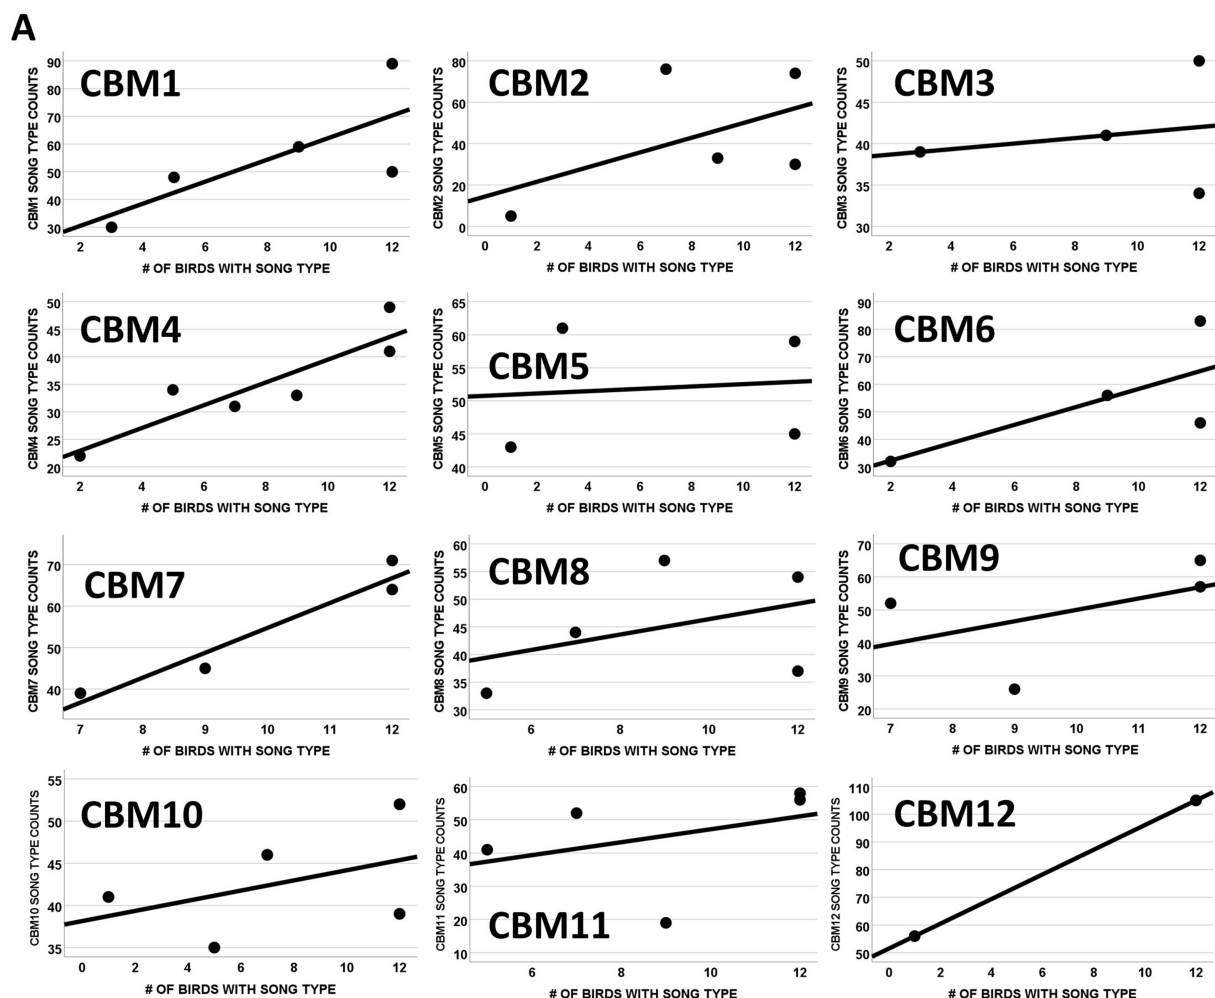 A
CBM1
CBM1 SONG TYPE COUNTS
90
80
70
60
50
40
30
2 4 6 8 10 12
# OF BIRDS WITH SONG TYPE
CBM2
CBM2 SONG TYPE COUNTS
80
60
40
20
0
0 2 4 6 8 10 12
# OF BIRDS WITH SONG TYPE
CBM3
CBM3 SONG TYPE COUNTS
50
45
40
35
30
2 4 6 8 10 12
# OF BIRDS WITH SONG TYPE
CBM4
CBM4 SONG TYPE COUNTS
50
45
40
35
30
25
20
2 4 6 8 10 12
# OF BIRDS WITH SONG TYPE
CBM5
CBM5 SONG TYPE COUNTS
65
60
55
50
45
40
0 2 4 6 8 10 12
# OF BIRDS WITH SONG TYPE
CBM6
CBM6 SONG TYPE COUNTS
90
80
70
60
50
40
30
2 4 6 8 10 12
# OF BIRDS WITH SONG TYPE
CBM7
CBM7 SONG TYPE COUNTS
70
60
50
40
7 8 9 10 11 12
# OF BIRDS WITH SONG TYPE
CBM8
CBM8 SONG TYPE COUNTS
60
55
50
45
40
35
30
6 8 10 12
# OF BIRDS WITH SONG TYPE
CBM9
CBM9 SONG TYPE COUNTS
70
60
50
40
30
20
7 8 9 10 11 12
# OF BIRDS WITH SONG TYPE
CBM10
CBM10 SONG TYPE COUNTS
55
50
45
40
35
0 2 4 6 8 10 12
# OF BIRDS WITH SONG TYPE
CBM11
CBM11 SONG TYPE COUNTS
60
50
40
30
20
10
6 8 10 12
# OF BIRDS WITH SONG TYPE
CBM12
CBM12 SONG TYPE COUNTS
110
100
90
80
70
60
50
0 2 4 6 8 10 12
# OF BIRDS WITH SONG TYPE